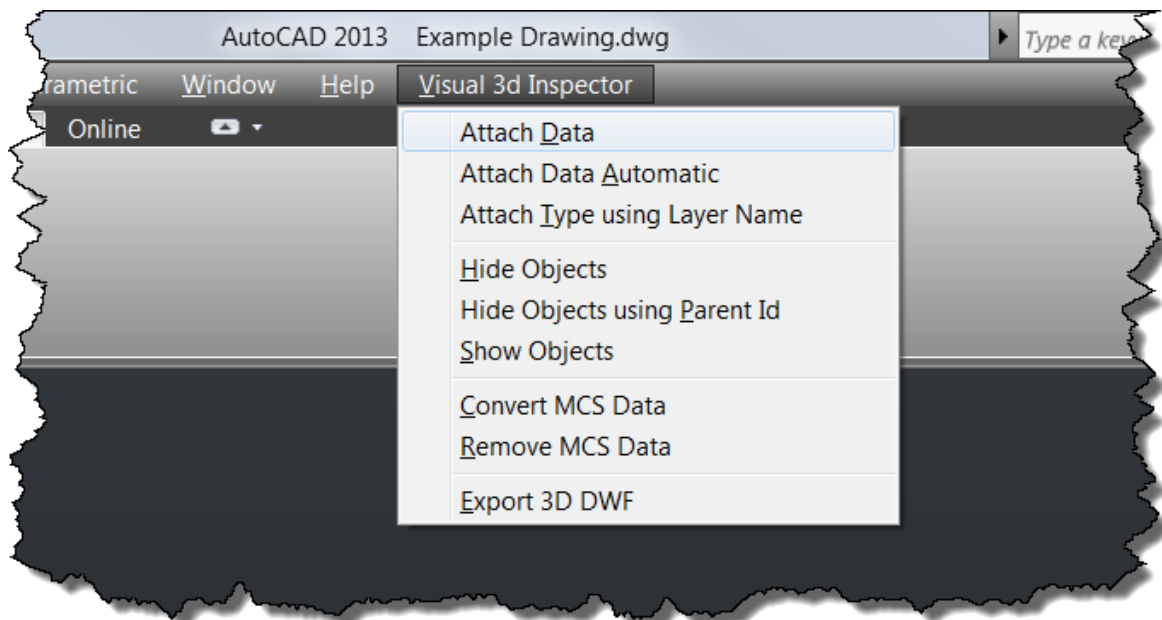 AutoCAD 2013 Example Drawing.dwg Type a key
rametric Window Help Visual 3d Inspector
Online
Attach Data
Attach Data Automatic
Attach Type using Layer Name
Hide Objects
Hide Objects using Parent Id
Show Objects
Convert MCS Data
Remove MCS Data
Export 3D DWF